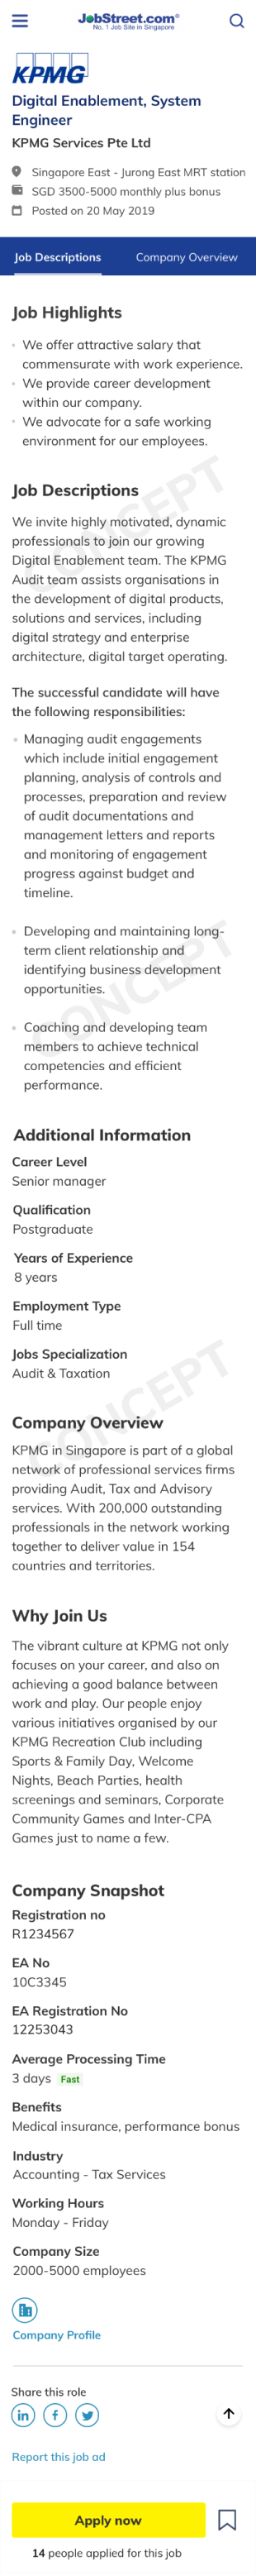 JobStreet.com
No. 1 Job Site in Singapore
KPMG
Digital Enablement, System
Engineer
KPMG Services Pte Ltd
Singapore East - Jurong East MRT station
SGD 3500-5000 monthly plus bonus
Posted on 20 May 2019
Job Descriptions Company Overview
Job Highlights
We offer attractive salary that
commensurate with work experience.
We provide career development
within our company.
We advocate for a safe working
environment for our employees.
Job Descriptions
We invite highly motivated, dynamic
professionals to join our growing
Digital Enablement team. The KPMG
Audit team assists organisations in
the development of digital products,
solutions and services, including
digital strategy and enterprise
architecture, digital target operating.
CONCEPT
The successful candidate will have
the following responsibilities:
Managing audit engagements
which include initial engagement
planning, analysis of controls and
processes, preparation and review
of audit documentations and
management letters and reports
and monitoring of engagement
progress against budget and
timeline.
Developing and maintaining long-
term client relationship and
identifying business development
opportunities.
CONCEPT
Coaching and developing team
members to achieve technical
competencies and efficient
performance.
Additional Information
Career Level
Senior manager
Qualification
Postgraduate
Years of Experience
8 years
Employment Type
Full time
Jobs Specialization
Audit & Taxation
CONCEPT
Company Overview
KPMG in Singapore is part of a global
network of professional services firms
providing Audit, Tax and Advisory
services. With 200,000 outstanding
professionals in the network working
together to deliver value in 154
countries and territories.
Why Join Us
The vibrant culture at KPMG not only
focuses on your career, and also on
achieving a good balance between
work and play. Our people enjoy
various initiatives organised by our
KPMG Recreation Club including
Sports & Family Day, Welcome
Nights, Beach Parties, health
screenings and seminars, Corporate
Community Games and Inter-CPA
Games just to name a few.
Company Snapshot
Registration no
R1234567
EA No
10C3345
EA Registration No
12253043
Average Processing Time
3 days Fast
Benefits
Medical insurance, performance bonus
Industry
Accounting - Tax Services
Working Hours
Monday - Friday
Company Size
2000-5000 employees
Company Profile
Share this role
Report this job ad
Apply now
14 people applied for this job